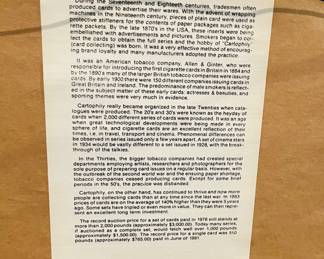 During the Seventeenth and Eighteenth centuries, tradesmen often
produced cards to advertise their wares. With the advent of wrapping
machines in the Nineteenth century, pieces of plain card were used as
protective stiffeners for the contents of paper packages such as ciga-
rette packets. By the late 1870's in the USA, these inserts were being
embellished with advertisements and pictures. Smokers began to col-
lect the cards to obtain the full series and the hobby of "Cartophily
(card collecting) was born. It was a very effective method of encourag-
ing brand loyalty and many manufacturers adopted the practice.
It was an American tobacco company, Allen & Ginter, who were
responsible for introducing the first cigarette cards in Britain in 1884 and
by the 1890's many of the larger British tobacco companies were issuing
cards. By early 1900 there were 150 different companies issuing cards in
Great Britain and Ireland. The predominance of male smokers is reflect-
ed in the subject matter of these early cards: actresses & beauties, and
sporting themes were very much in evidence.
Cartophily really became organized in the late Twenties when cata-
logues were produced. The 20's and 30's were known as the heyday of
cards when 2,000 different series of cards were produced. It was an age
when great technological developments were being made in every
sphere of life, and cigarette cards are an excellent reflection of their
times, i.e. in travel, transport and cinema. Phenomenal differences can
be observed in series issued only a few years apart. The set of film stars
in 1934 would be vastly different to a set issued in 1928, with the break-
through of the talkies.
In the Thirties, the bigger tobacco companies had created special
departments employing artists, researchers and photographers for the
sole purpose of preparing card issues on a regular basis. However, with
the outbreak of the second world war and the ensuing paper shortage,
tobacco companies ceased producing cards. Except for some brief
periods in the 50's, the practice was disbanded.
Cartophily, on the other hand, has continued to thrive and now more
people are collecting cards than at any time since the last war. In 1993
prices of cards are on the average of 140% higher than they were 5 years
ago. Some sets have tripled or even more in value. They can then repre-
sent an excellent long term investment.
The record auction price for a set of cards paid in 1978 still stands at
more than 2,000 pounds (approximately $3,000.00). Today many series,
if auctioned as a complete set, would fetch well over 1,000 pounds
(approximately $1,500.00). The record price for a single card was 510
pounds (approximately $765.00) paid in June of 1981.